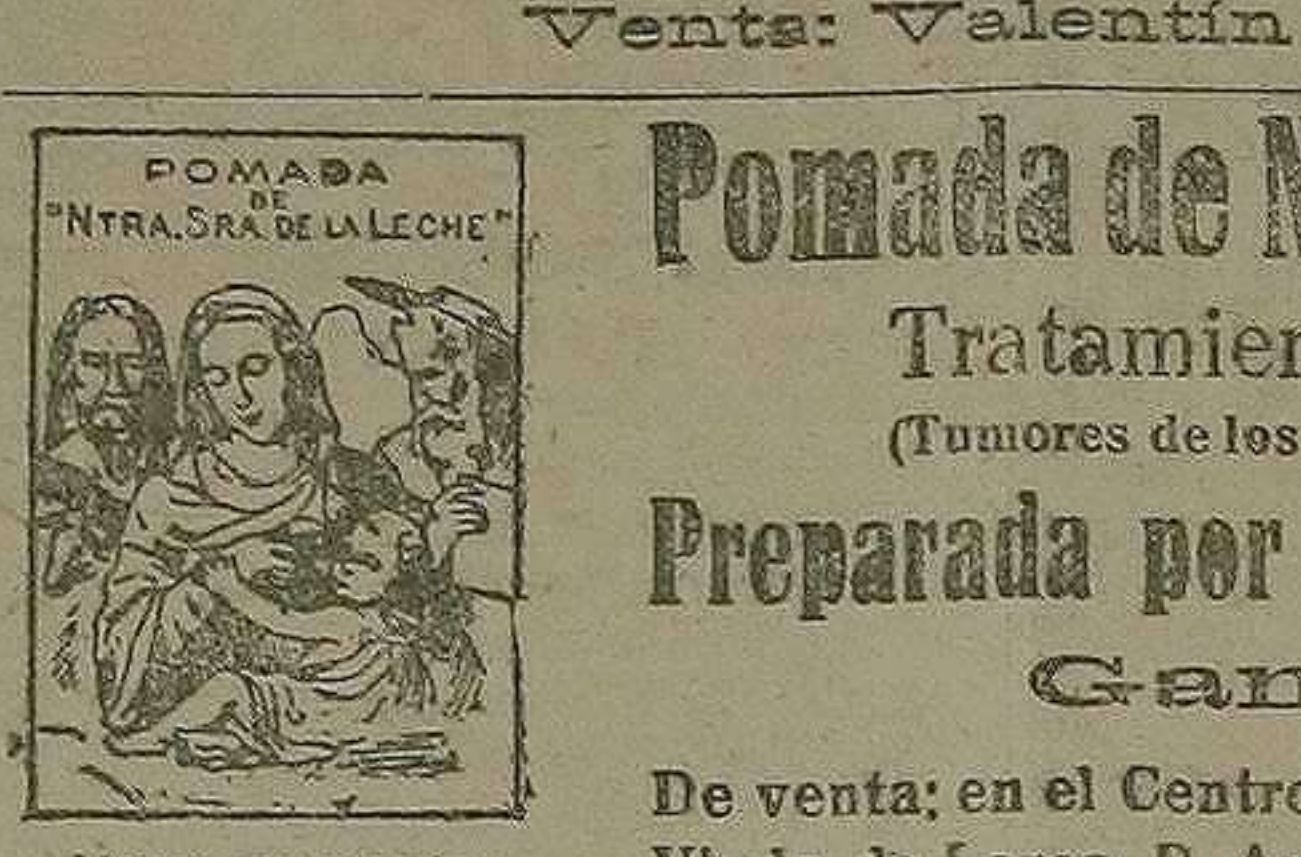 Venta: Valentín
POMADA
DE
"NTRA. SRA. DE LA LECHE"
Pomada de N
Tratamien
(Tumores de los
Preparada por
Gan
De venta; en el Centro